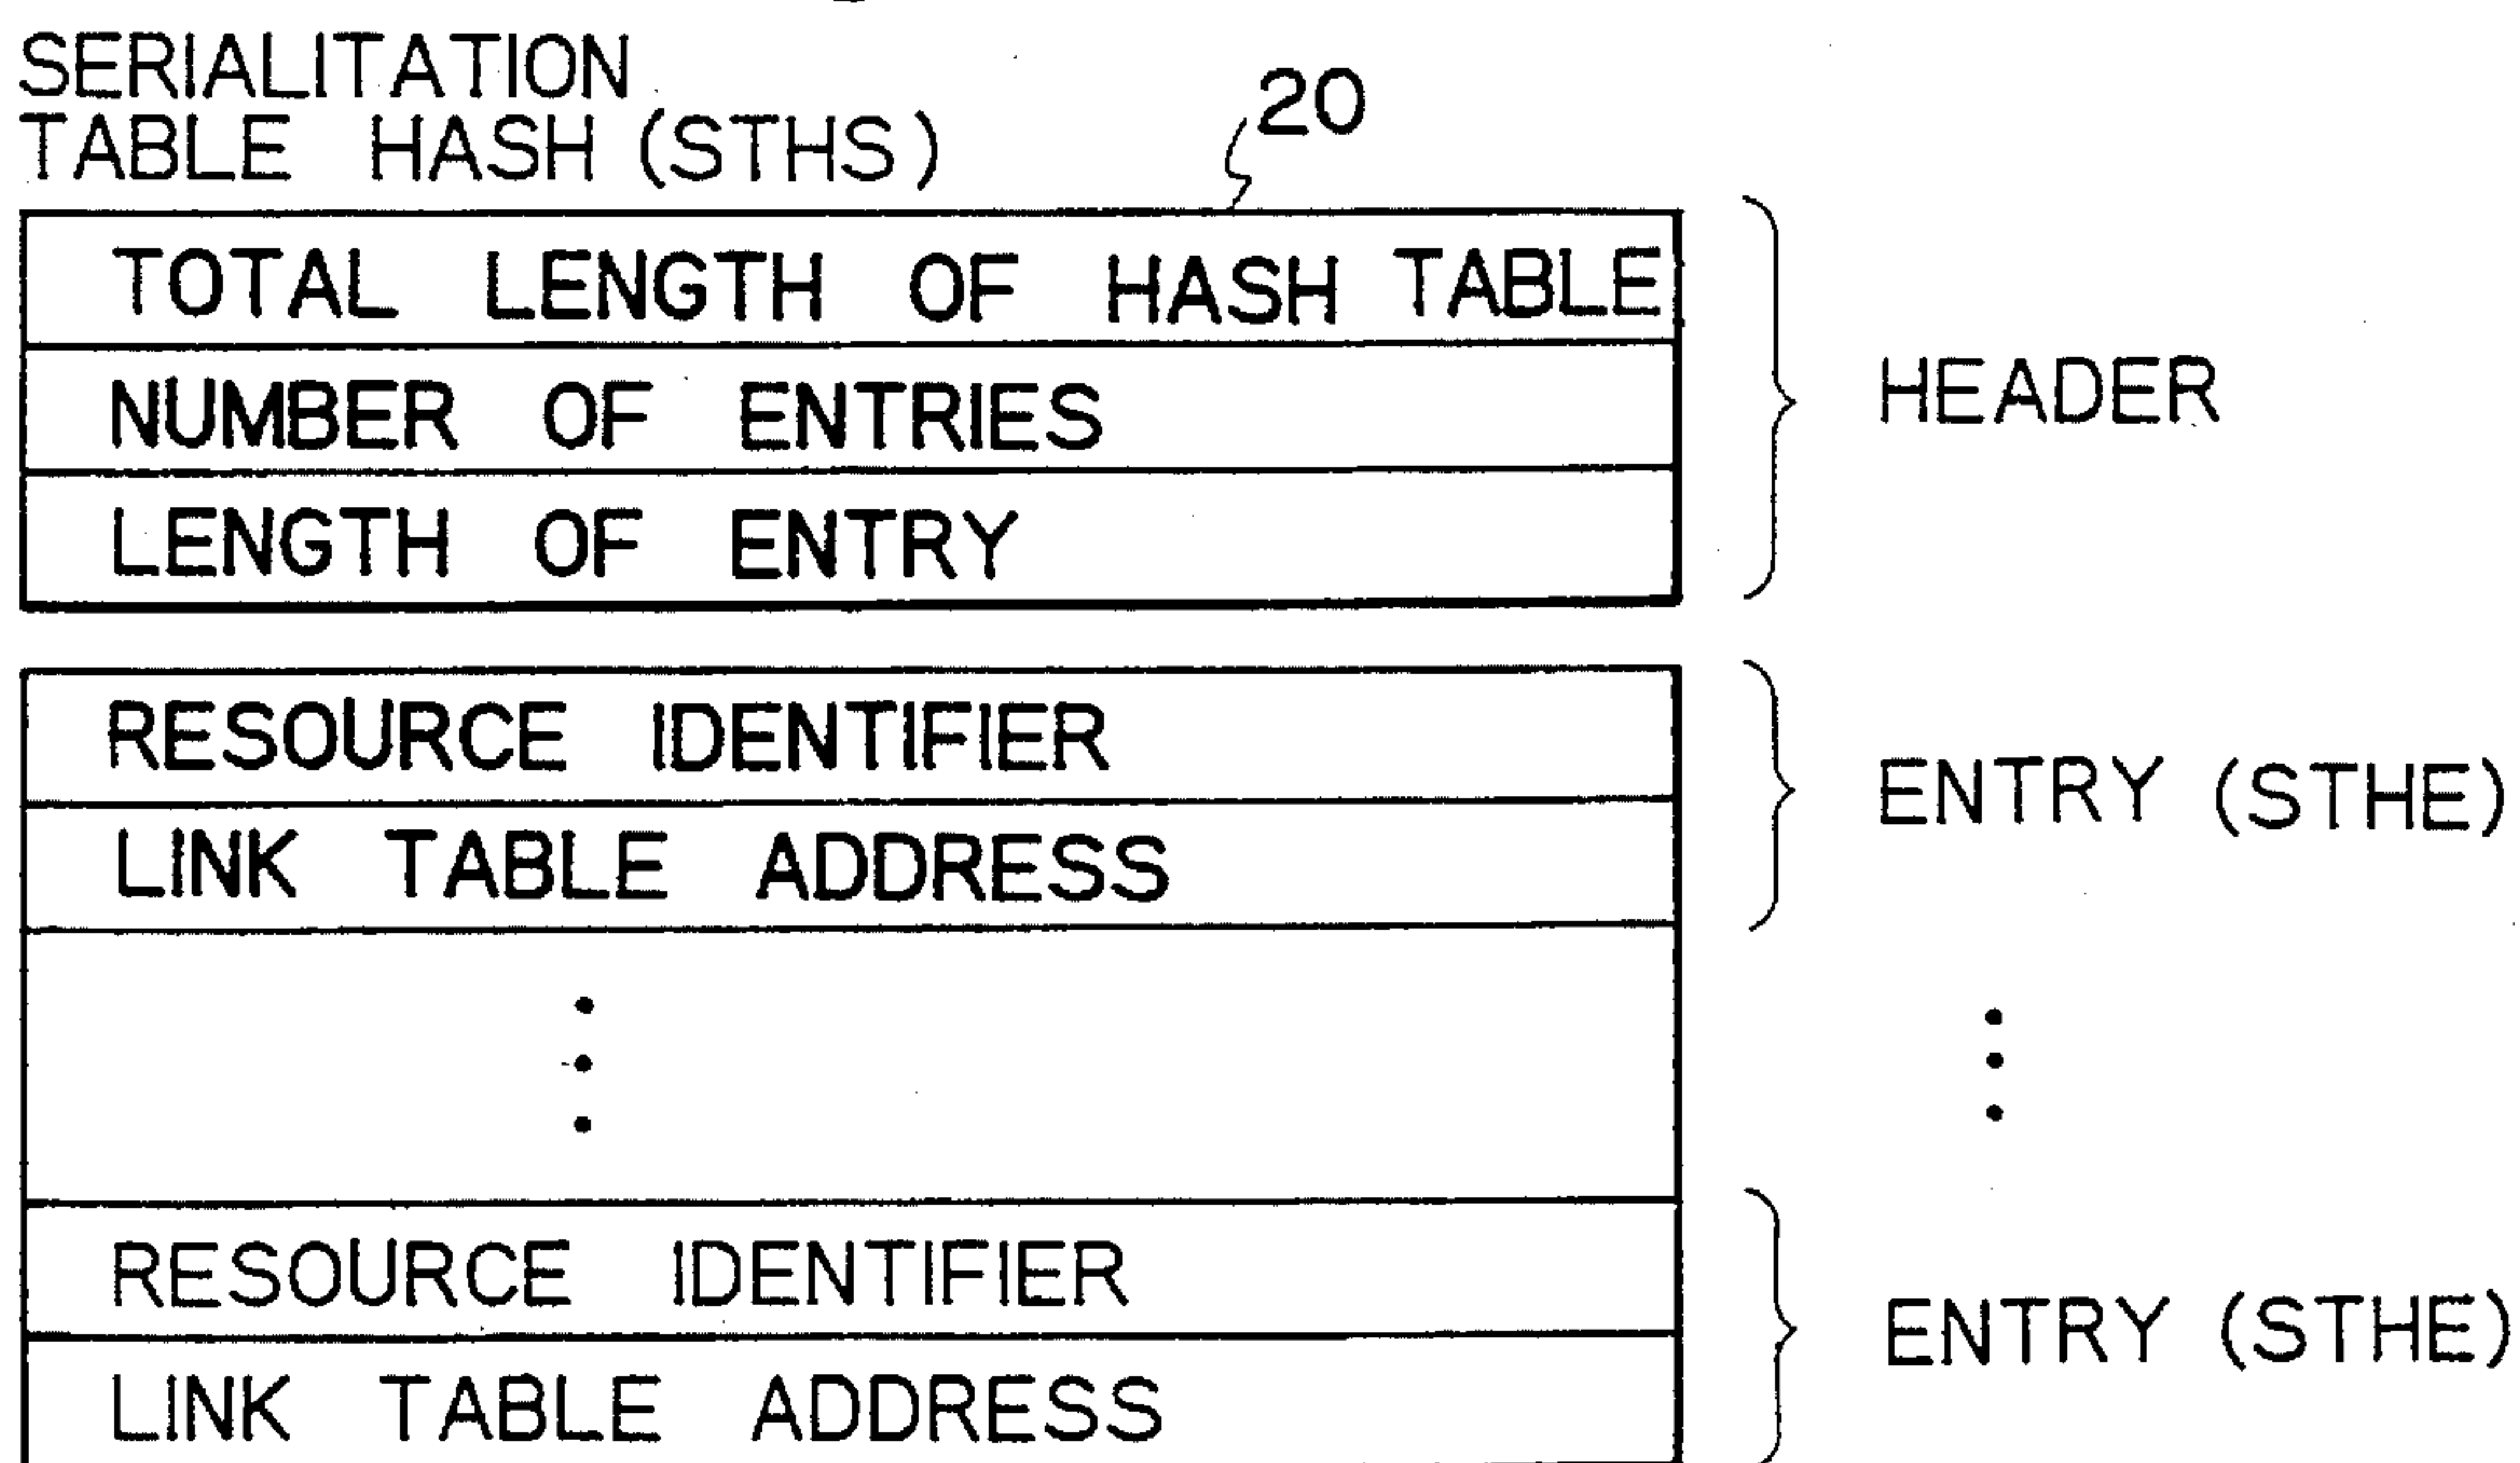 SERIALITATION
TABLE HASH (STHS)
20
TOTAL LENGTH OF HASH TABLE
NUMBER OF ENTRIES
LENGTH OF ENTRY
HEADER
RESOURCE IDENTIFIER
LINK TABLE ADDRESS
ENTRY (STHE)
RESOURCE IDENTIFIER
LINK TABLE ADDRESS
ENTRY (STHE)